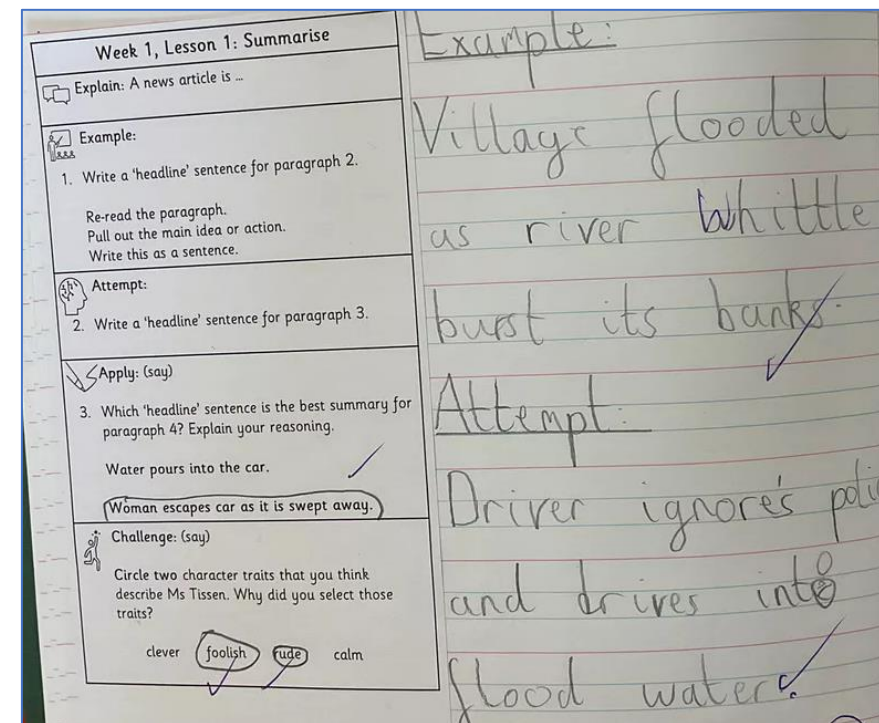 Week 1, Lesson 1: Summarise
Explain: A news article is ...
Example:
1. Write a 'headline' sentence for paragraph 2.
Re-read the paragraph.
Pull out the main idea or action.
Write this as a sentence.
Attempt:
2. Write a 'headline' sentence for paragraph 3.
Apply: (say)
3. Which 'headline' sentence is the best summary for
paragraph 4? Explain your reasoning.
Water pours into the car.
Woman escapes car as it is swept away.
Challenge: (say)
Circle two character traits that you think
describe Ms Tissen. Why did you select those
traits?
clever foolish rude calm
Example:
Village flooded
as river Whittle
burst its banks.
Attempt:
Driver ignore's
and drives into
flood water.